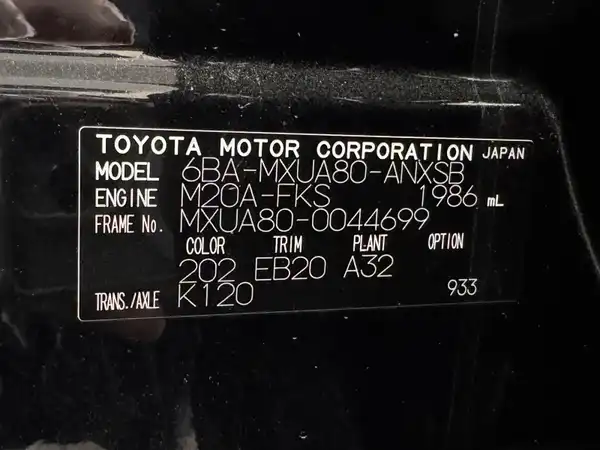 TOYOTA MOTOR CORPORATION JAPAN
MODEL 6BA-MXUA80-ANXSB
ENGINE M20A-FKS 1986 mL
FRAME No. MXUA80-0044699
COLOR TRIM PLANT OPTION
202 EB20 A32
TRANS./AXLE K120 933